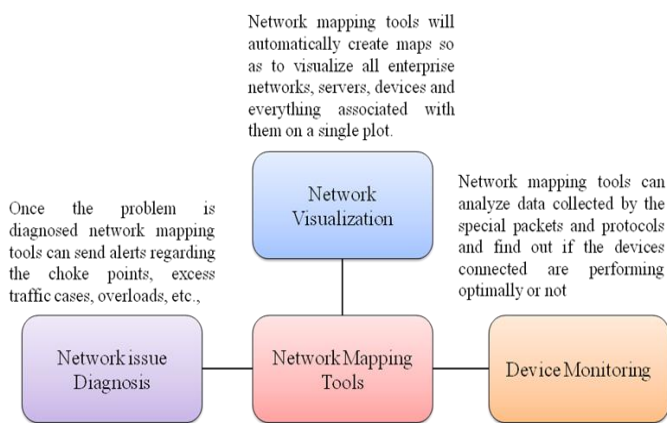 Network mapping tools will
automatically create maps so as
to visualize all enterprise
networks, servers, devices and
everything associated with
them on a single plot.
Network
Visualization
Once the problem is
diagnosed network mapping
tools can send alerts regarding
the choke points, excess
traffic cases, overloads, etc.,
Network mapping tools can
analyze data collected by the
special packets and protocols
and find out if the devices
connected are performing
optimally or not
Network issue
Diagnosis
Network Mapping
Tools
Device Monitoring